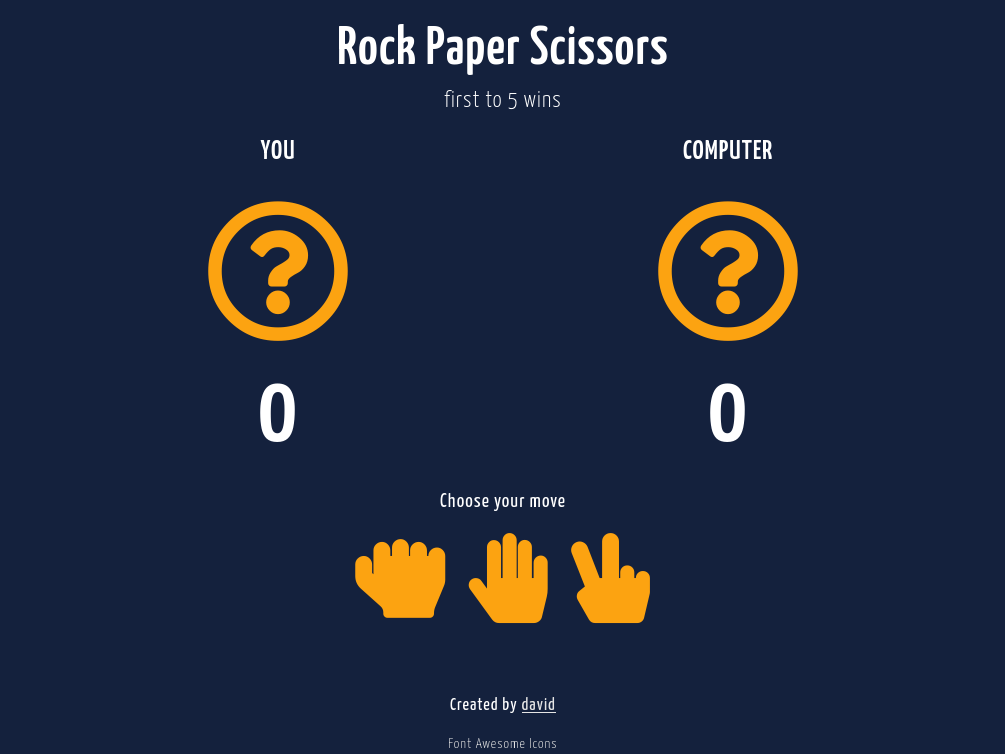 Rock Paper Scissors
first to 5 wins
YOU
COMPUTER
?
?
0
0
Choose your move
Created by david
Font Awesome Icons